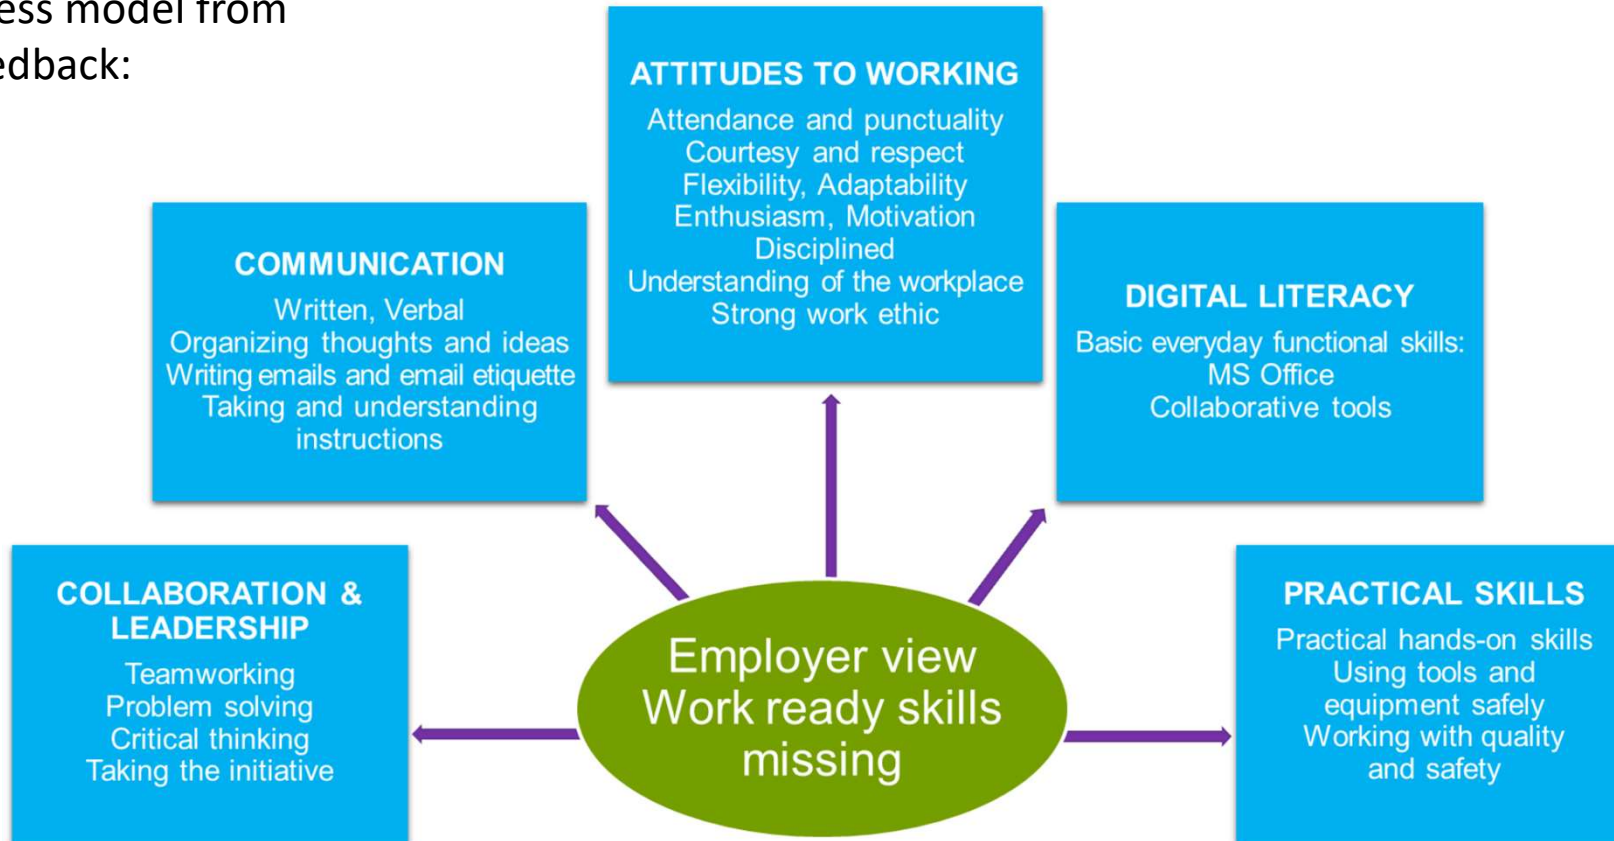 ess model from
edback:
ATTITUDES TO WORKING
Attendance and punctuality
Courtesy and respect
Flexibility, Adaptability
Enthusiasm, Motivation
Disciplined
Understanding of the workplace
Strong work ethic
COMMUNICATION
Written, Verbal
Organizing thoughts and ideas
Writing emails and email etiquette
Taking and understanding
instructions
DIGITAL LITERACY
Basic everyday functional skills:
MS Office
Collaborative tools
COLLABORATION &
LEADERSHIP
Teamworking
Problem solving
Critical thinking
Taking the initiative
Employer view
Work ready skills
missing
PRACTICAL SKILLS
Practical hands-on skills
Using tools and
equipment safely
Working with quality
and safety